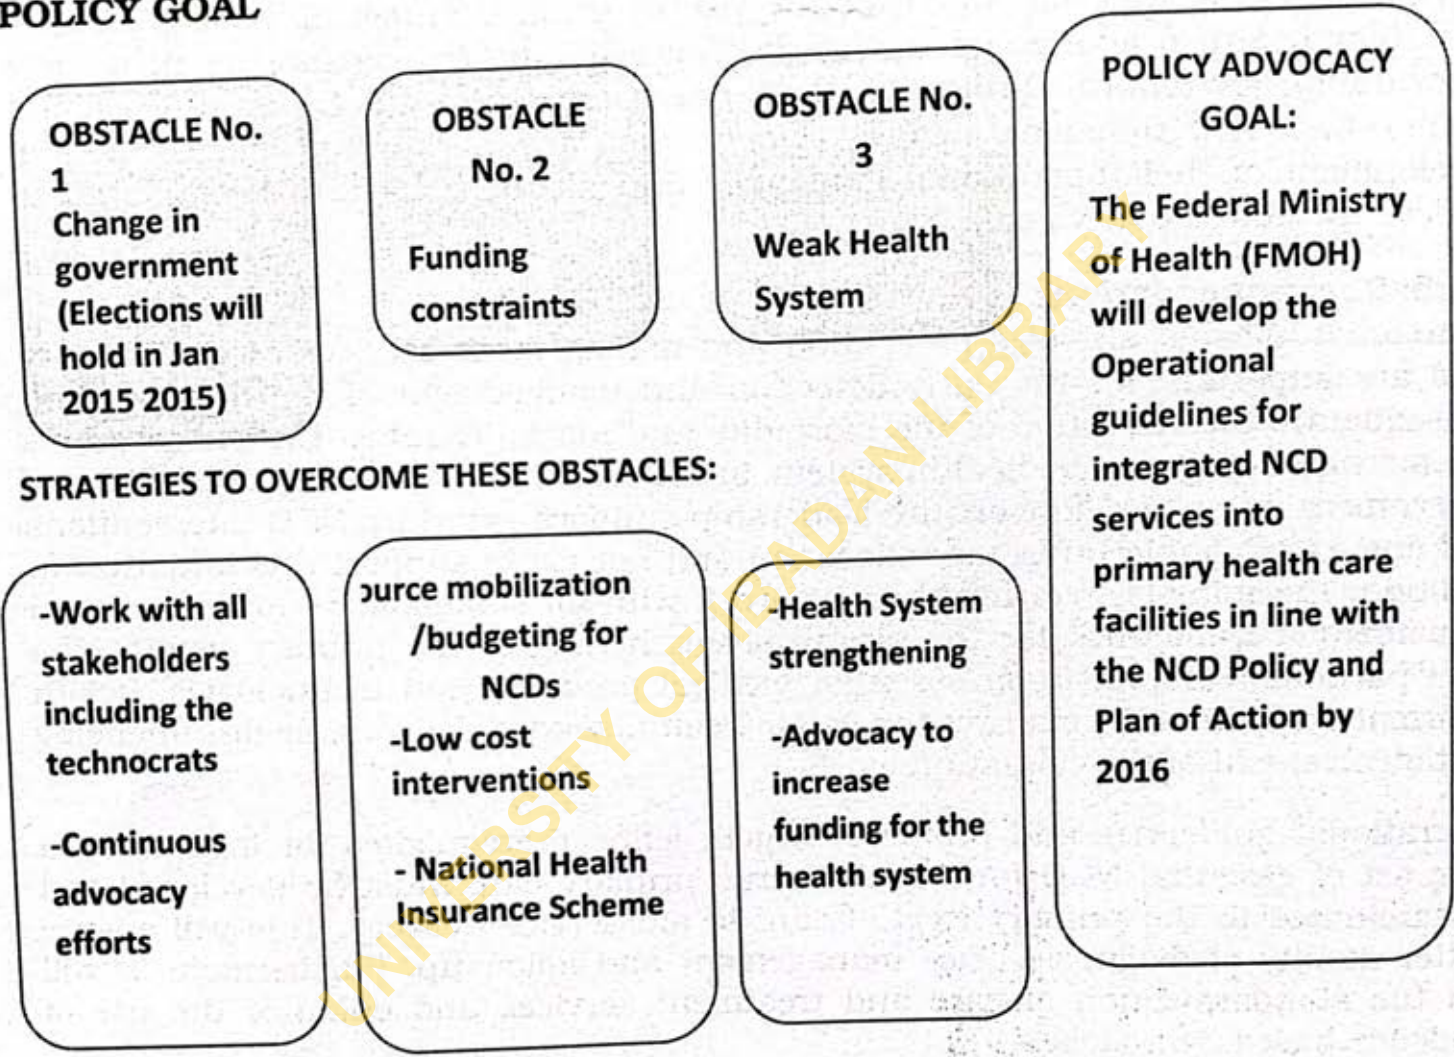 POLICY GOAL
OBSTACLE No.
1
Change in
government
(Elections will
hold in Jan
2015 2015)
OBSTACLE
No. 2
Funding
constraints
OBSTACLE No.
3
Weak Health
System
POLICY ADVOCACY
GOAL:
The Federal Ministry
of Health (FMOH)
will develop the
Operational
guidelines for
integrated NCD
services into
primary health care
facilities in line with
the NCD Policy and
Plan of Action by
2016
STRATEGIES TO OVERCOME THESE OBSTACLES:
-Work with all
stakeholders
including the
technocrats
-Continuous
advocacy
efforts
ource mobilization
/budgeting for
NCDs
-Low cost
interventions
- National Health
Insurance Scheme
-Health System
strengthening
-Advocacy to
increase
funding for the
health system
UNIVERSITY OF IBADAN LIBRARY